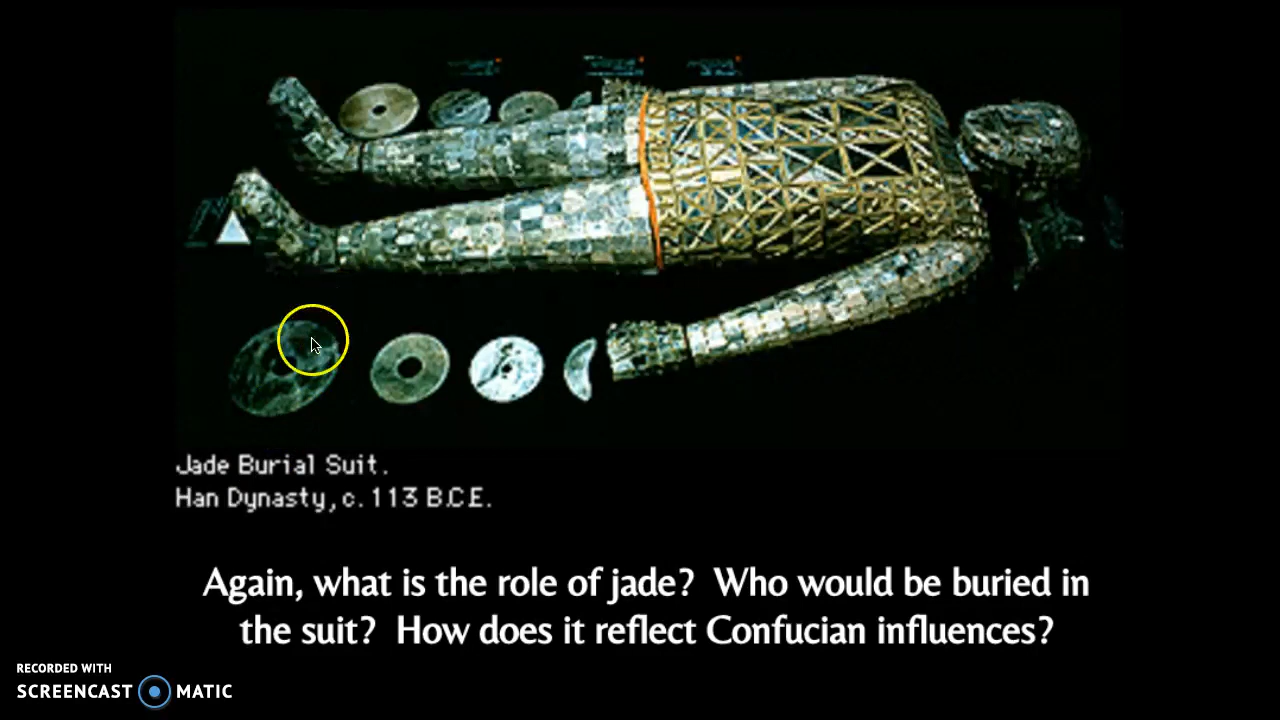 Jade Burial Suit.
Han Dynasty, c. 113 B.C.E.
Again, what is the role of jade? Who would be buried in
the suit? How does it reflect Confucian influences?
RECORDED WITH
SCREENCAST MATIC